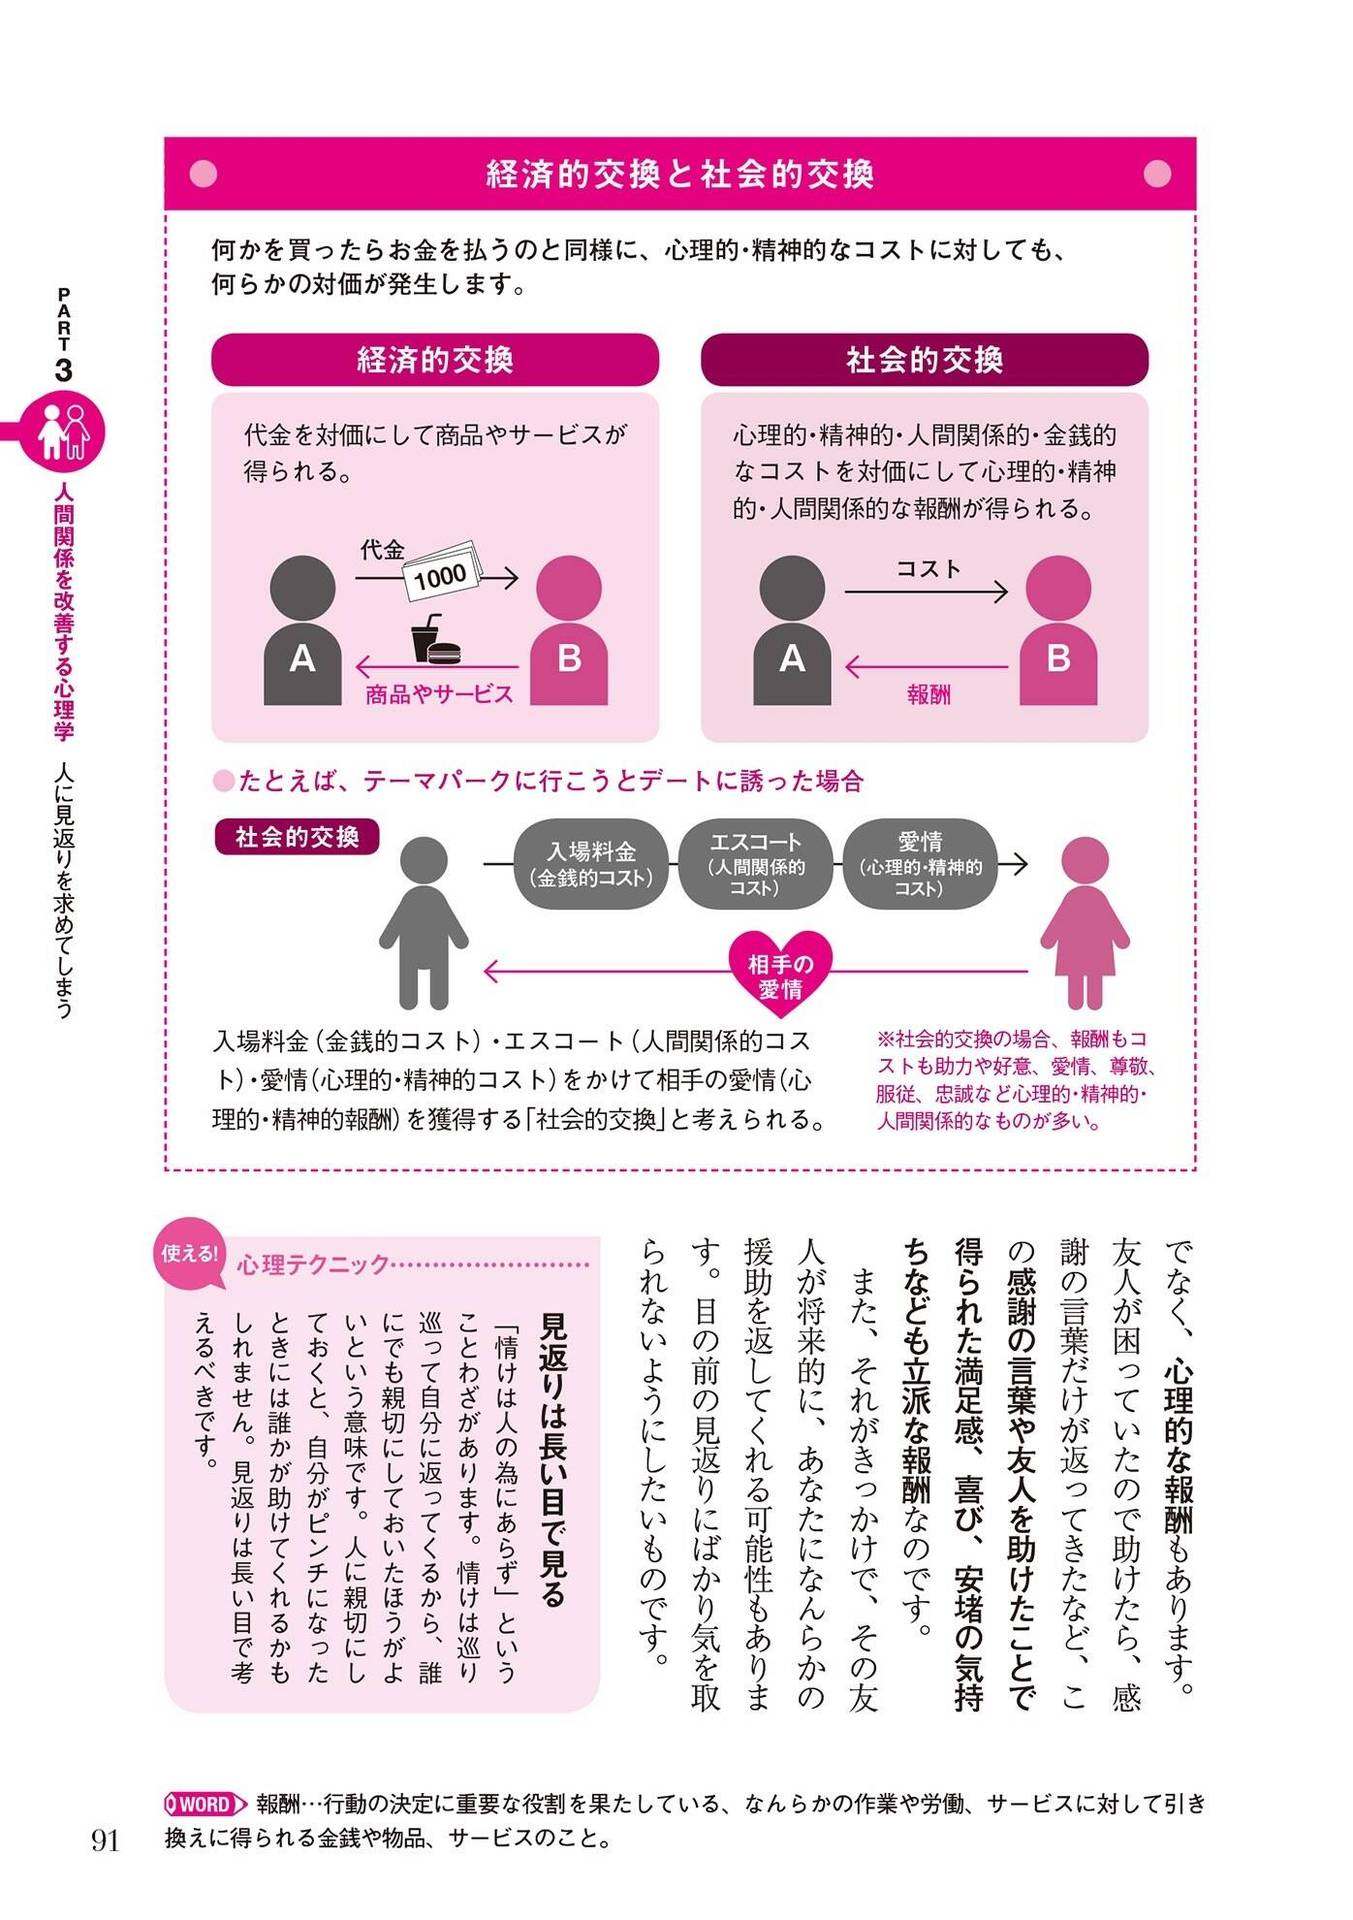 PART 3
人間関係を改善する心理学　人に見返りを求めてしまう
経済的交換と社会的交換
何かを買ったらお金を払うのと同様に、心理的・精神的なコストに対しても、
何らかの対価が発生します。
経済的交換
代金を対価にして商品やサービスが
得られる。
代金
1000
A
B
商品やサービス
社会的交換
心理的・精神的・人間関係的・金銭的
なコストを対価にして心理的・精神
的・人間関係的な報酬が得られる。
コスト
A
B
報酬
●たとえば、テーマパークに行こうとデートに誘った場合
社会的交換
入場料金
(金銭的コスト)
エスコート
(人間関係的
コスト)
愛情
(心理的・精神的
コスト)
相手の
愛情
入場料金(金銭的コスト)・エスコート(人間関係的コス
ト)・愛情(心理的・精神的コスト)をかけて相手の愛情(心
理的・精神的報酬)を獲得する「社会的交換」と考えられる。
※社会的交換の場合、報酬もコ
ストも助力や好意、愛情、尊敬、
服従、忠誠など心理的・精神的・
人間関係的なものが多い。
でなく、心理的な報酬もあります。
友人が困っていたので助けたら、感
謝の言葉だけが返ってきたなど、こ
の感謝の言葉や友人を助けたことで
得られた満足感、喜び、安堵の気持
ちなども立派な報酬なのです。
また、それがきっかけで、その友
人が将来的に、あなたになんらかの
援助を返してくれる可能性もありま
す。目の前の見返りにばかり気を取
られないようにしたいものです。
使える!
心理テクニック
見返りは長い目で見る
「情けは人の為にあらず」という
ことわざがあります。情けは巡り
巡って自分に返ってくるから、誰
にでも親切にしておいたほうがよ
いという意味です。人に親切にし
ておくと、自分がピンチになった
ときには誰かが助けてくれるかも
しれません。見返りは長い目で考
えるべきです。
WORD 報酬…行動の決定に重要な役割を果たしている、なんらかの作業や労働、サービスに対して引き
換えに得られる金銭や物品、サービスのこと。
91